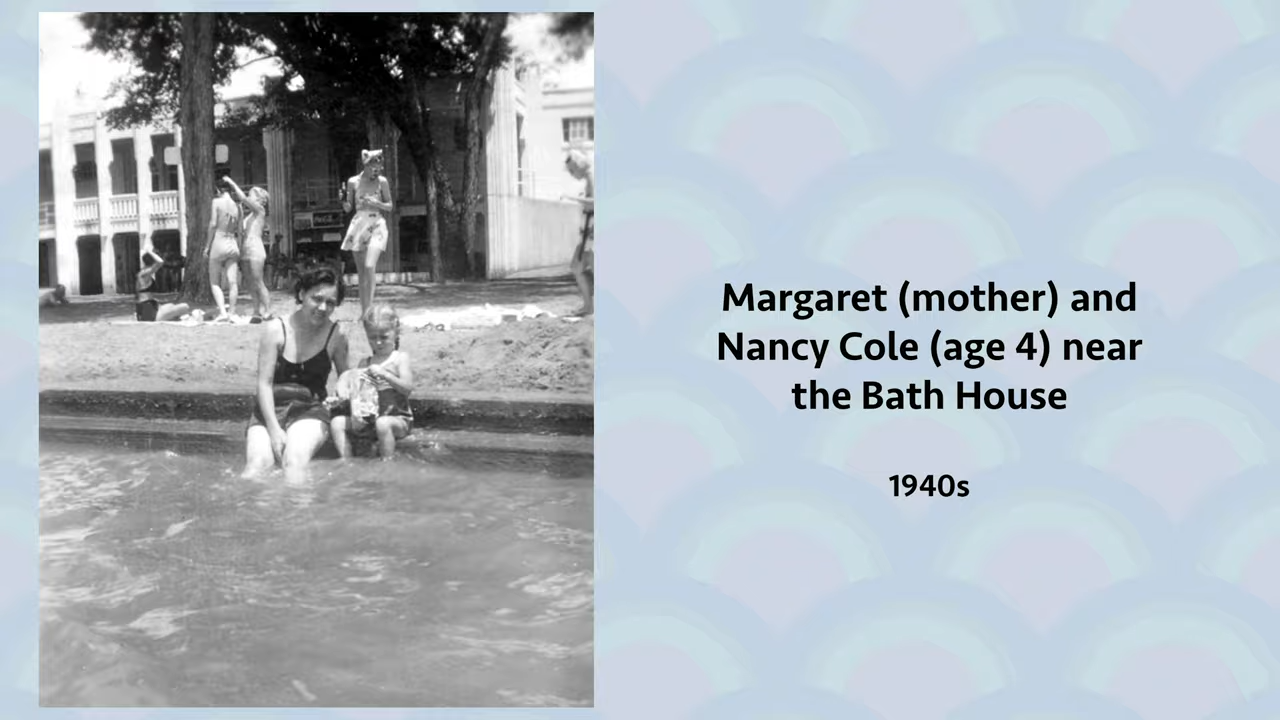 Margaret (mother) and
Nancy Cole (age 4) near
the Bath House
1940s